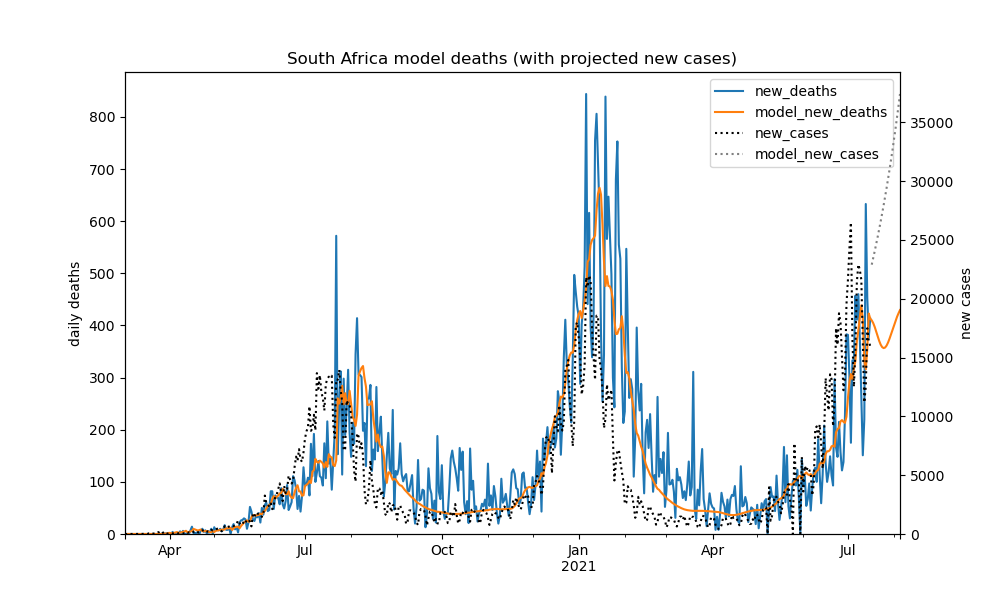 South Africa model deaths (with projected new cases)
new_deaths
model_new_deaths
new_cases
model_new_cases
daily deaths
800
700
600
500
400
300
200
100
0
new cases
35000
30000
25000
20000
15000
10000
5000
0
Apr Jul Oct Jan Apr Jul
2021